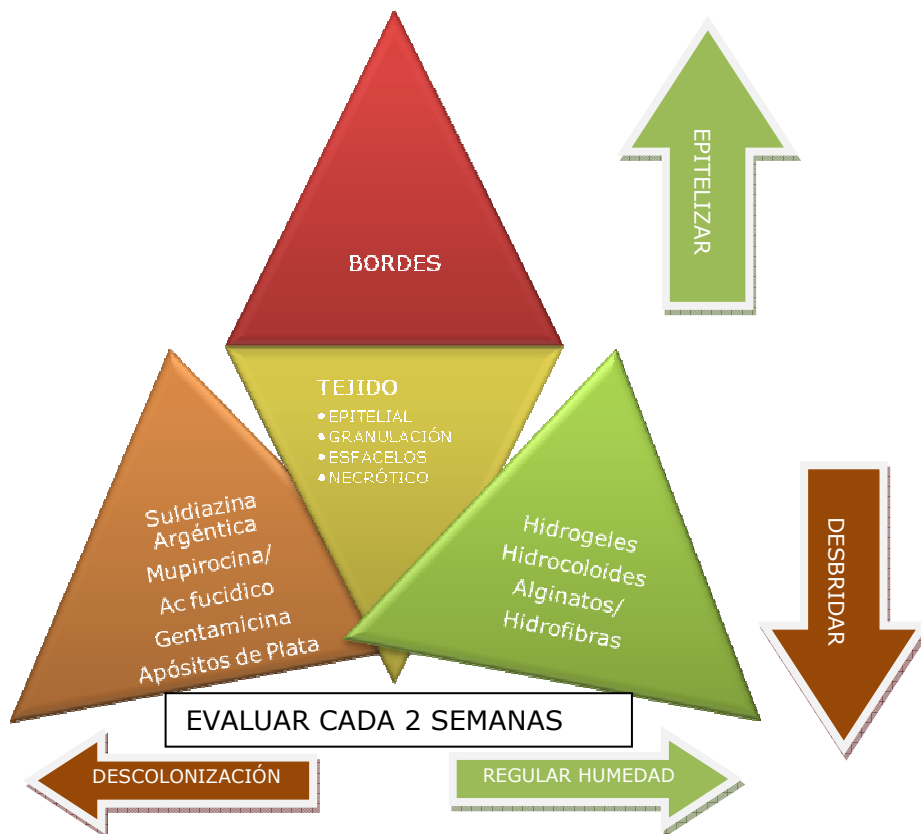 EPITELIZAR
BORDES
TEJIDO
• EPITELIAL
• GRANULACIÓN
• ESFACELOS
• NECRÓTICO
Suldiazina
Argéntica
Mupirocina/
Ac fucidico
Gentamicina
Apósitos de Plata
Hidrogeles
Hidrocoloides
Alginatos/
Hidrofibras
DESBRIDAR
EVALUAR CADA 2 SEMANAS
DESCOLONIZACIÓN
REGULAR HUMEDAD